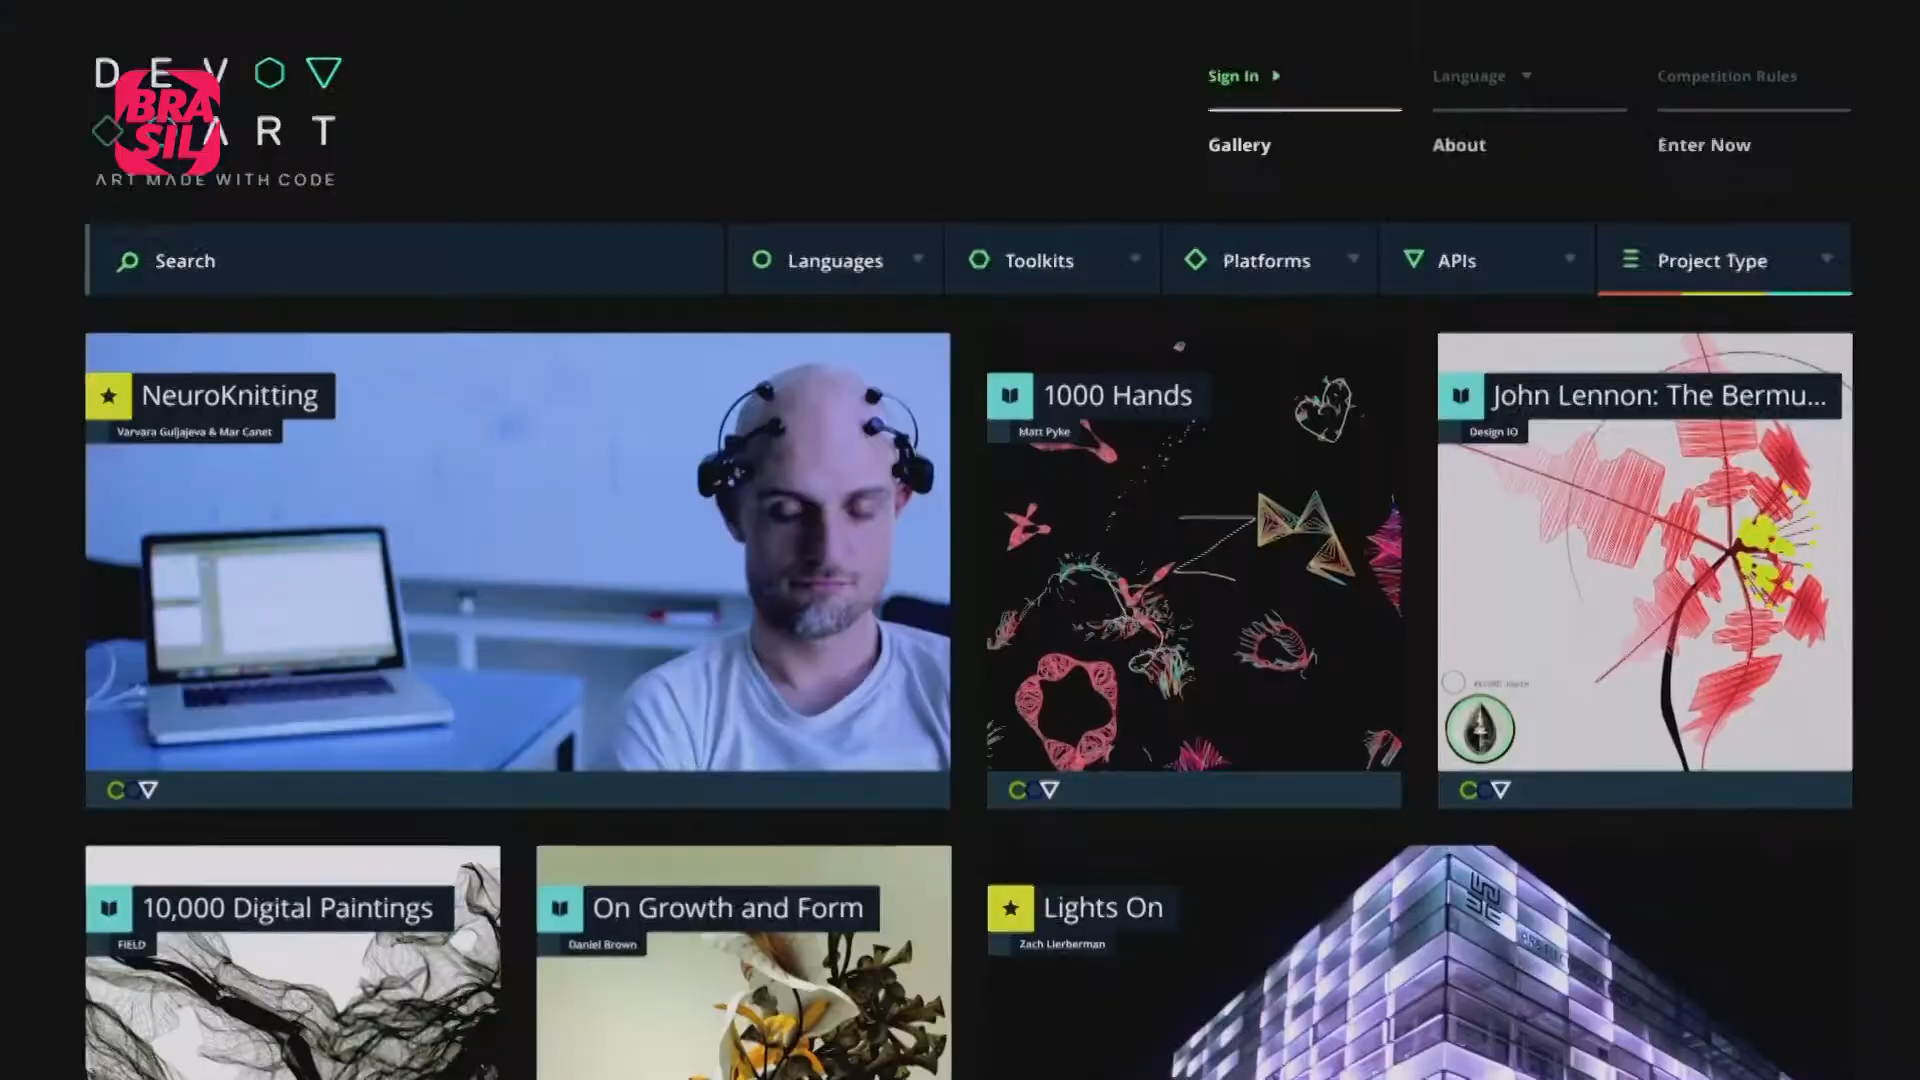 DEV
ART
ART MADE WITH CODE
BRA
SIL
Sign In
Language
Competition Rules
Gallery
About
Enter Now
Search
Languages
Toolkits
Platforms
APIs
Project Type
NeuroKnitting
Varvara Guljajeva & Mar Canet
1000 Hands
Matt Pyke
John Lennon: The Bermu...
Design IO
10,000 Digital Paintings
FIELD
On Growth and Form
Daniel Brown
Lights On
Zach Lierberman